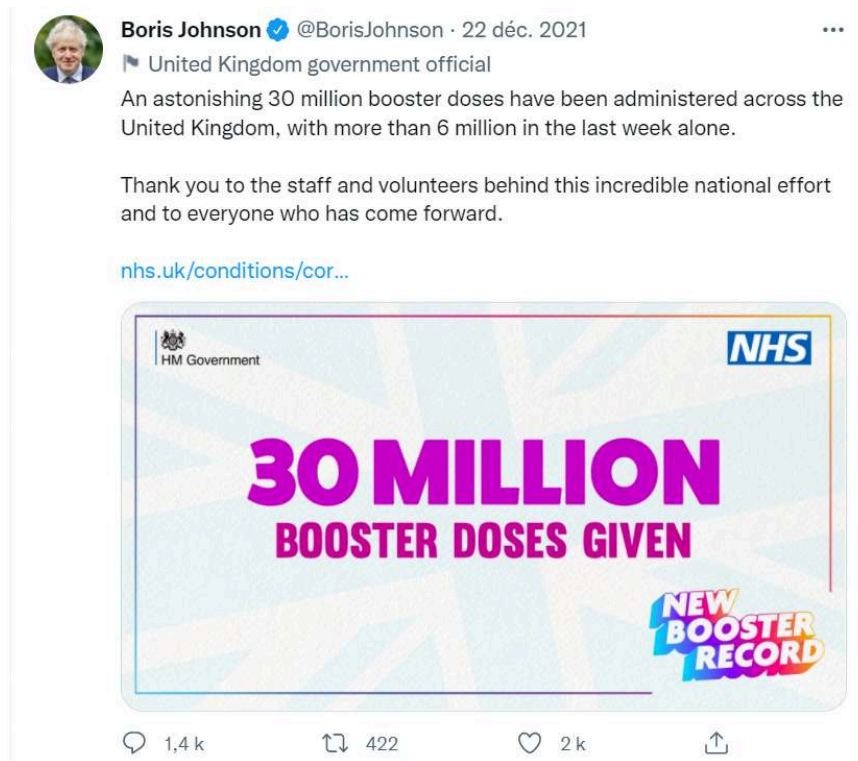 Boris Johnson @BorisJohnson · 22 déc. 2021
United Kingdom government official
An astonishing 30 million booster doses have been administered across the
United Kingdom, with more than 6 million in the last week alone.
Thank you to the staff and volunteers behind this incredible national effort
and to everyone who has come forward.
nhs.uk/conditions/cor...
HM Government
NHS
30 MILLION
BOOSTER DOSES GIVEN
NEW
BOOSTER
RECORD
1,4 k 422 2 k